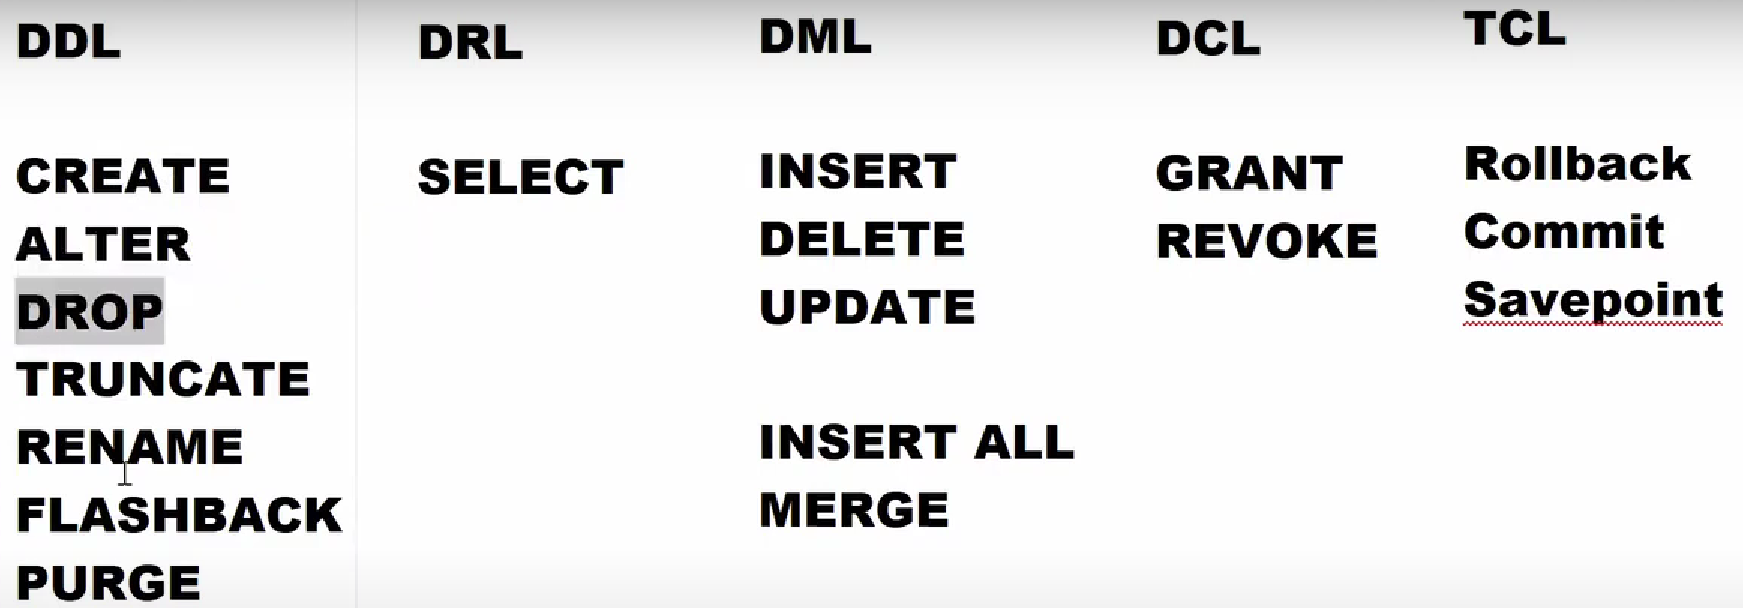 DDL
CREATE
ALTER
DROP
TRUNCATE
RENAME
FLASHBACK
PURGE
DRL
SELECT
DML
INSERT
DELETE
UPDATE
INSERT ALL
MERGE
DCL
GRANT
REVOKE
TCL
Rollback
Commit
Savepoint